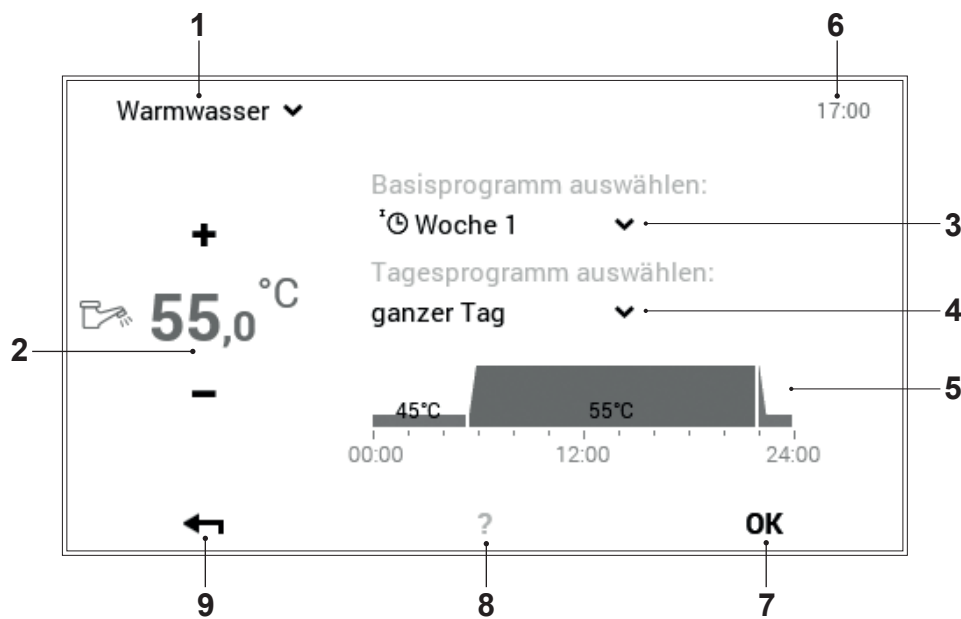 1 6
Warmwasser 17:00
Basisprogramm auswählen:
Woche 1 3
+
Tagesprogramm auswählen:
55,0 °C
ganzer Tag 4
2
−
5
45°C 55°C
00:00 12:00 24:00
? OK
9 8 7